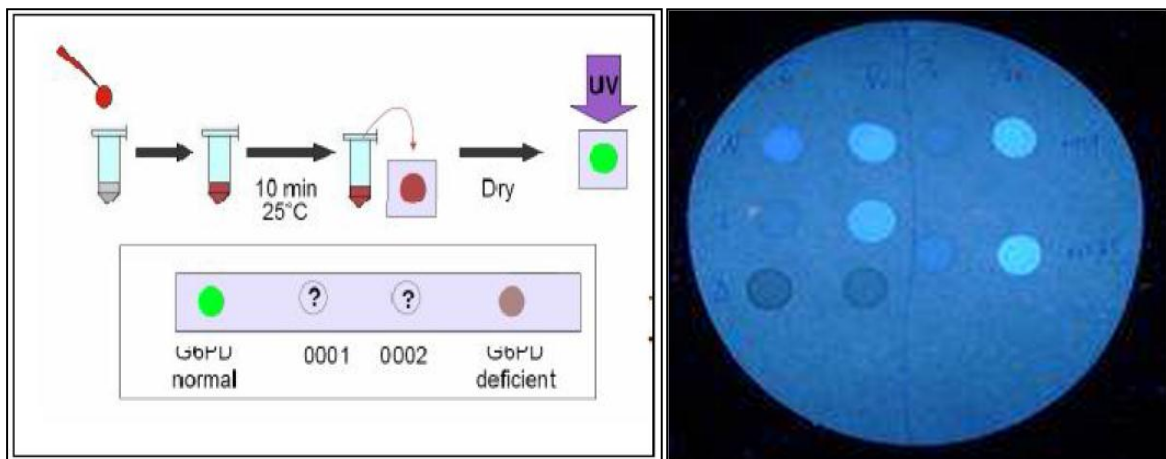 UV
10 min
25°C
Dry
?
?
G6PD
normal
0001
0002
G6PD
deficient